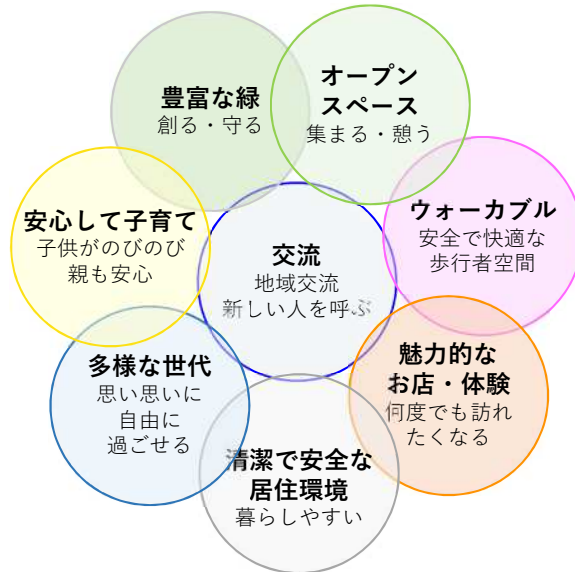 豊富な緑
創る・守る
オープン
スペース
集まる・憩う
安心して子育て
子供がのびのび
親も安心
ウォーカブル
安全で快適な
歩行者空間
交流
地域交流
新しい人を呼ぶ
多様な世代
思い思いに
自由に
過ごせる
魅力的な
お店・体験
何度でも訪れ
たくなる
清潔で安全な
居住環境
暮らしやすい